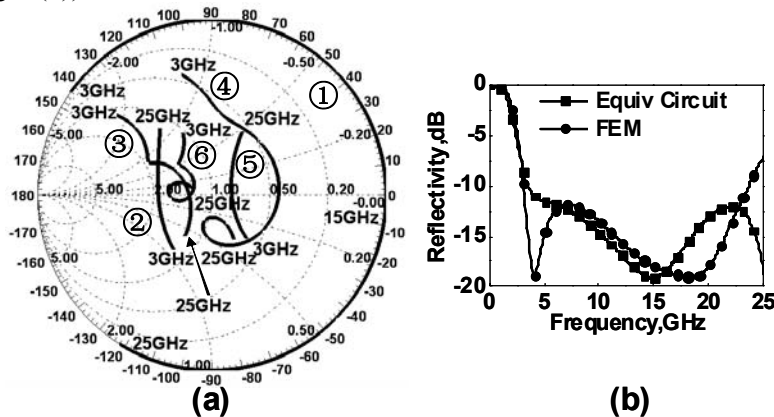 110 100 90 80 70
120 -1.00 60
130 -2.00 -0.50 50
140 3GHz ④ ① 40
150 3GHz 25GHz 25GHz 30
160 -5.00 3GHz -0.20 20
170 ③ ⑥ ⑤ 10
180 5.00 2.00 1.00 0.50 0.20 -0.00 0
25GHz 15GHz
-170 ② -10
-160 5.00 3GHz 25GHz 3GHz 0.20 -20
-150 -30
-140 25GHz -40
-130 2.00 0.50 -50
-120 25GHz 1.00 -60
-110 -100 -90 -80 -70
(a)
Reflectivity,dB
0
-5
-10
-15
-20
Equiv Circuit
FEM
0 5 10 15 20 25
Frequency,GHz
(b)